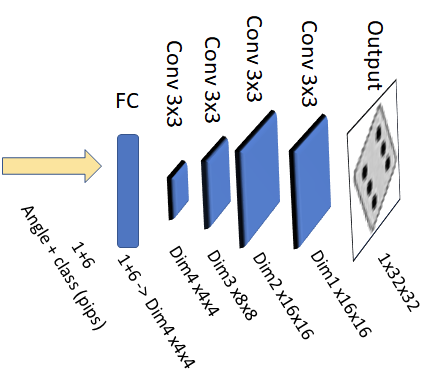 FC
Conv 3x3
Conv 3x3
Conv 3x3
Conv 3x3
Output
1+6
Angle + class (pips)
1+6 -> Dim4 x4x4
Dim4 x4x4
Dim3 x8x8
Dim2 x16x16
Dim1 x16x16
1x32x32